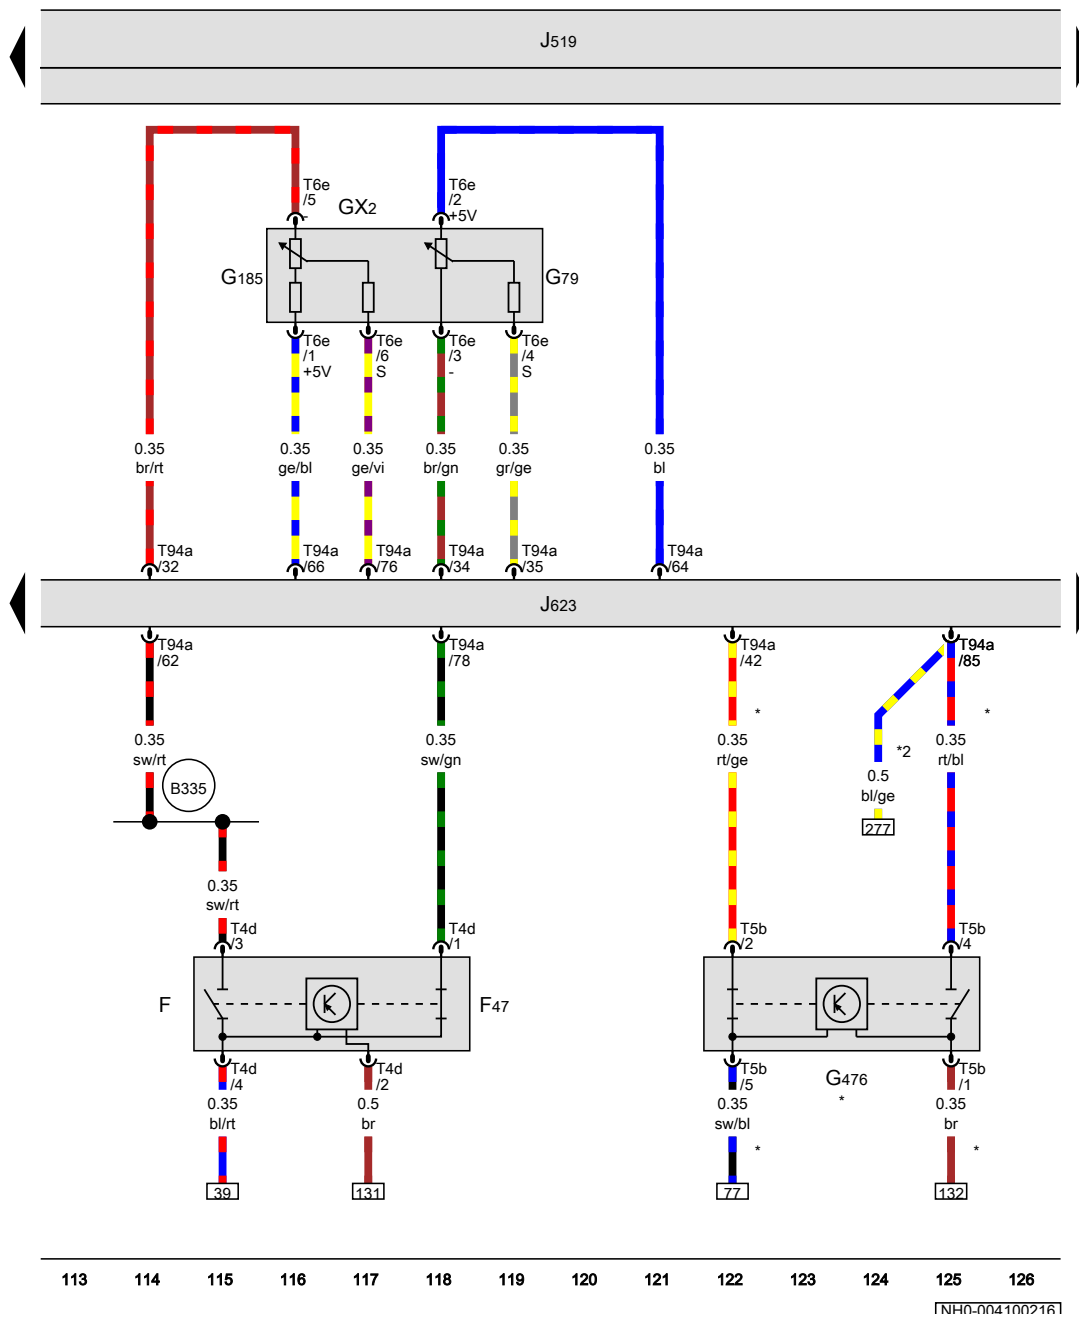 J519
T6e
/5
-
GX2
T6e
/2
+5V
G185
G79
T6e
/1
+5V
T6e
/6
S
T6e
/3
-
T6e
/4
S
0.35
br/rt
0.35
ge/bl
0.35
ge/vi
0.35
br/gn
0.35
gr/ge
0.35
bl
T94a
/32
T94a
/66
T94a
/76
T94a
/34
T94a
/35
T94a
/64
J623
T94a
/62
T94a
/78
T94a
/42
T94a
/85
*
*
0.35
sw/rt
0.35
sw/gn
0.35
rt/ge
*2
0.35
rt/bl
B335
0.5
bl/ge
277
0.35
sw/rt
T4d
/3
T4d
/1
T5b
/2
T5b
/4
F
F47
T4d
/4
T4d
/2
T5b
/5
G476
*
T5b
/1
0.35
bl/rt
0.5
br
0.35
sw/bl
*
0.35
br
*
39
131
77
132
113 114 115 116 117 118 119 120 121 122 123 124 125 126
NH0-004100216